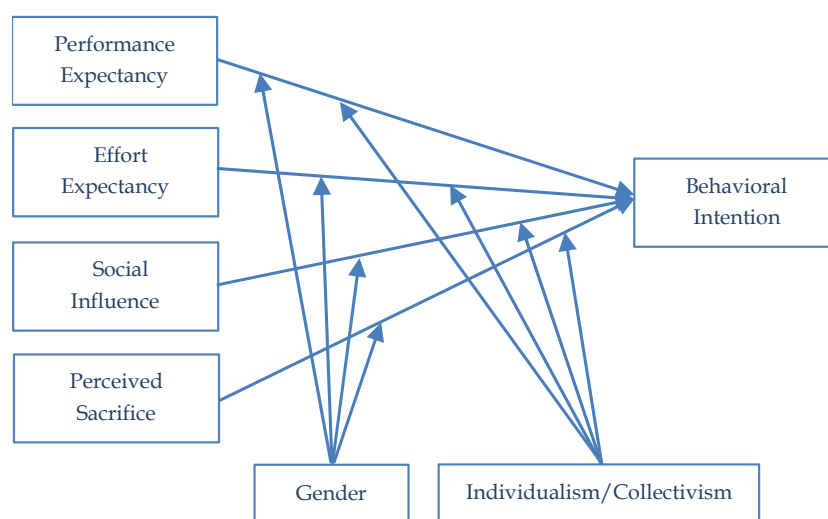 Performance
Expectancy
Effort
Expectancy
Behavioral
Intention
Social
Influence
Perceived
Sacrifice
Gender
Individualism/Collectivism